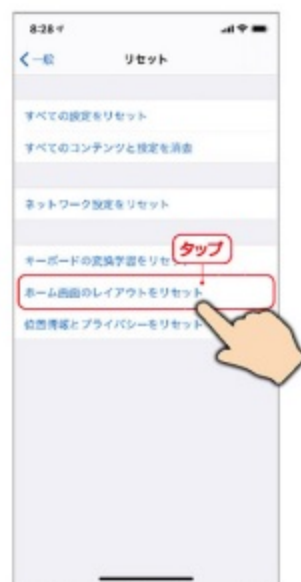 8:28
一般
リセット
すべての設定をリセット
すべてのコンテンツと設定を消去
ネットワーク設定をリセット
タップ
キーボードの変換学習をリセッ
ホーム画面のレイアウトをリセット
位置情報とプライバシーをリセット